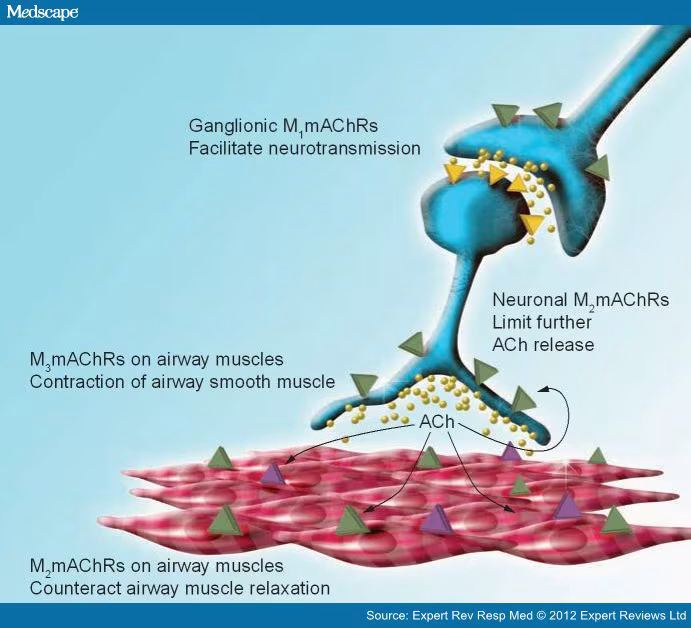 Medscape
Ganglionic M₁mAChRs
Facilitate neurotransmission
Neuronal M₂mAChRs
Limit further
ACh release
M₃mAChRs on airway muscles
Contraction of airway smooth muscle
ACh
M₂mAChRs on airway muscles
Counteract airway muscle relaxation
Source: Expert Rev Resp Med © 2012 Expert Reviews Ltd